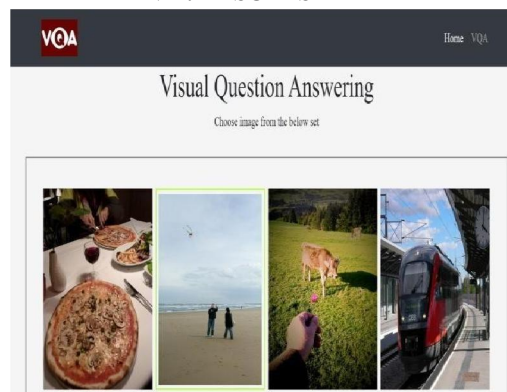 VQA
Home VQA
Visual Question Answering
Choose image from the below set